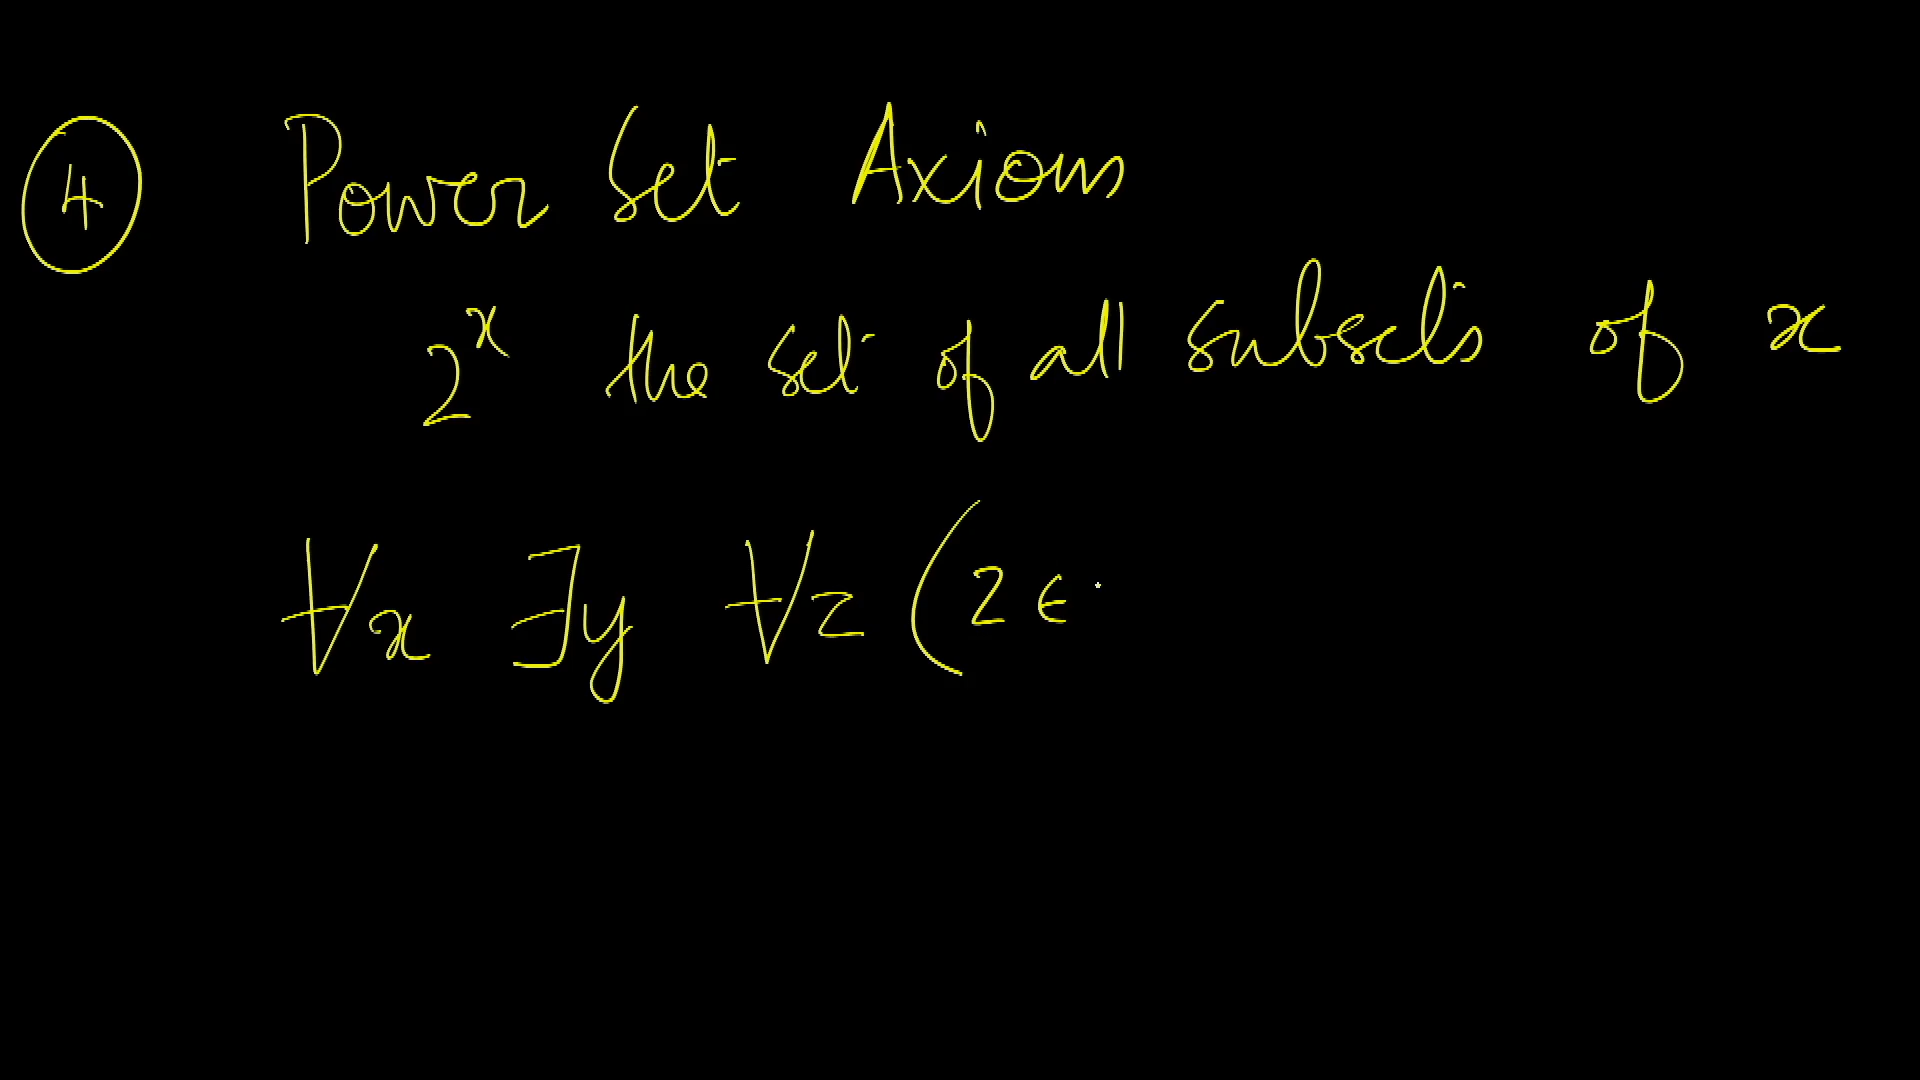 ④ Power Set Axiom
2^x the set of all subsets of x
∀x ∃y ∀z (z ∈